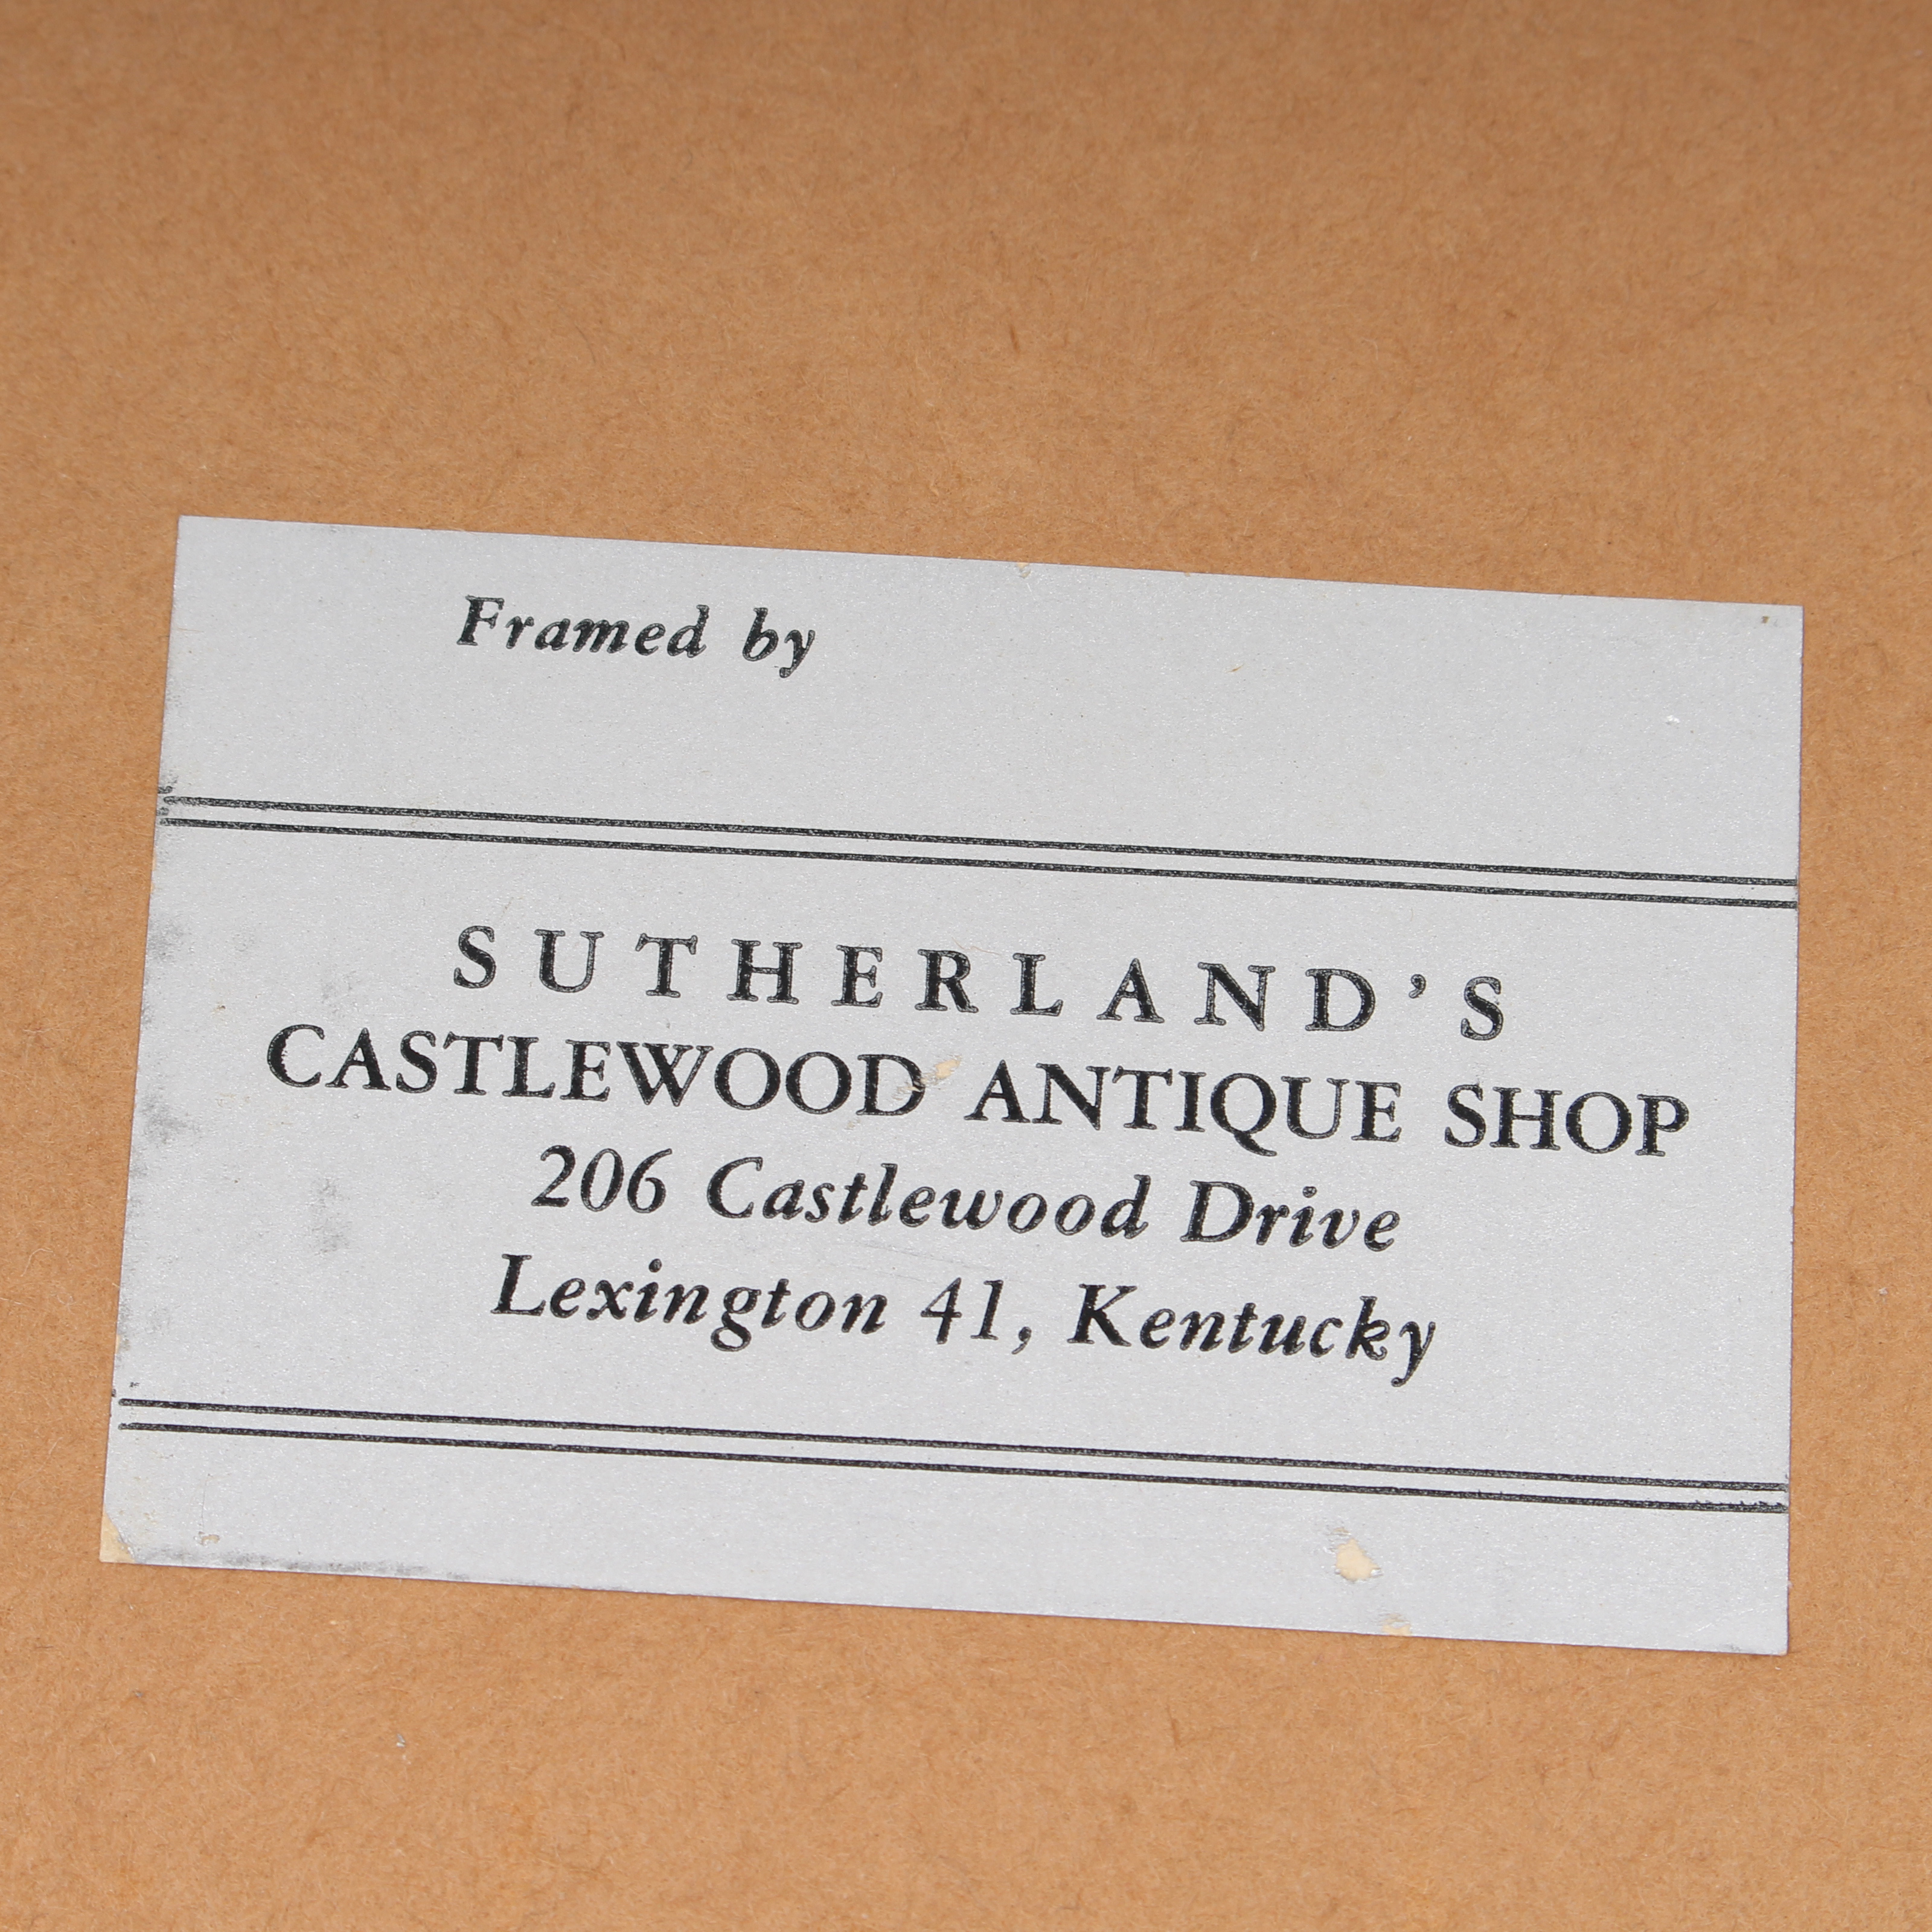 Framed by
SUTHERLAND'S
CASTLEWOOD ANTIQUE SHOP
206 Castlewood Drive
Lexington 41, Kentucky